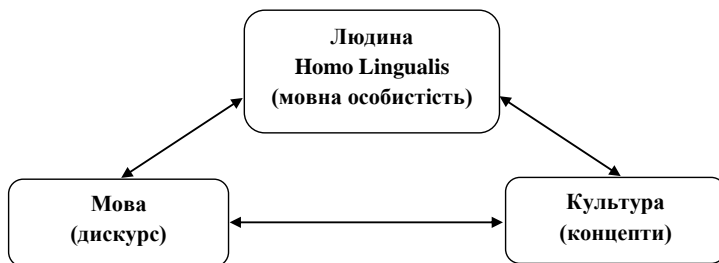 Людина
Homo Lingualis
(мовна особистість)
Мова
(дискурс)
Культура
(концепти)